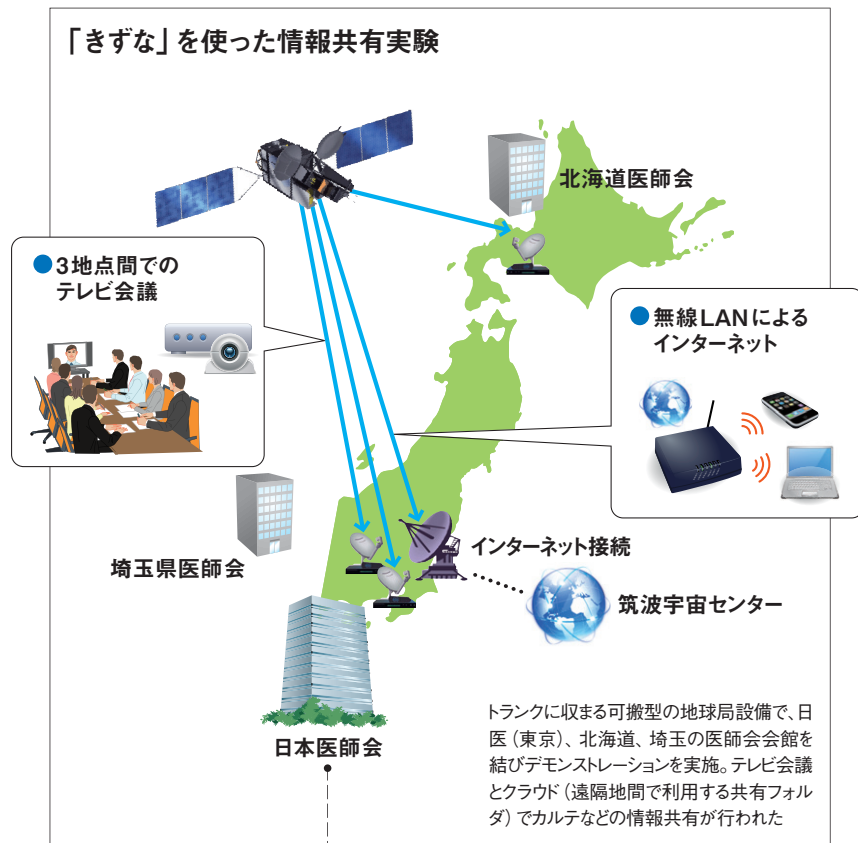 「きずな」を使った情報共有実験
北海道医師会
●3地点間での
テレビ会議
●無線LANによる
インターネット
埼玉県医師会
インターネット接続
筑波宇宙センター
日本医師会
トランクに収まる可搬型の地球局設備で、日
医（東京）、北海道、埼玉の医師会会館を
結びデモンストレーションを実施。テレビ会議
とクラウド（遠隔地間で利用する共有フォル
ダ）でカルテなどの情報共有が行われた